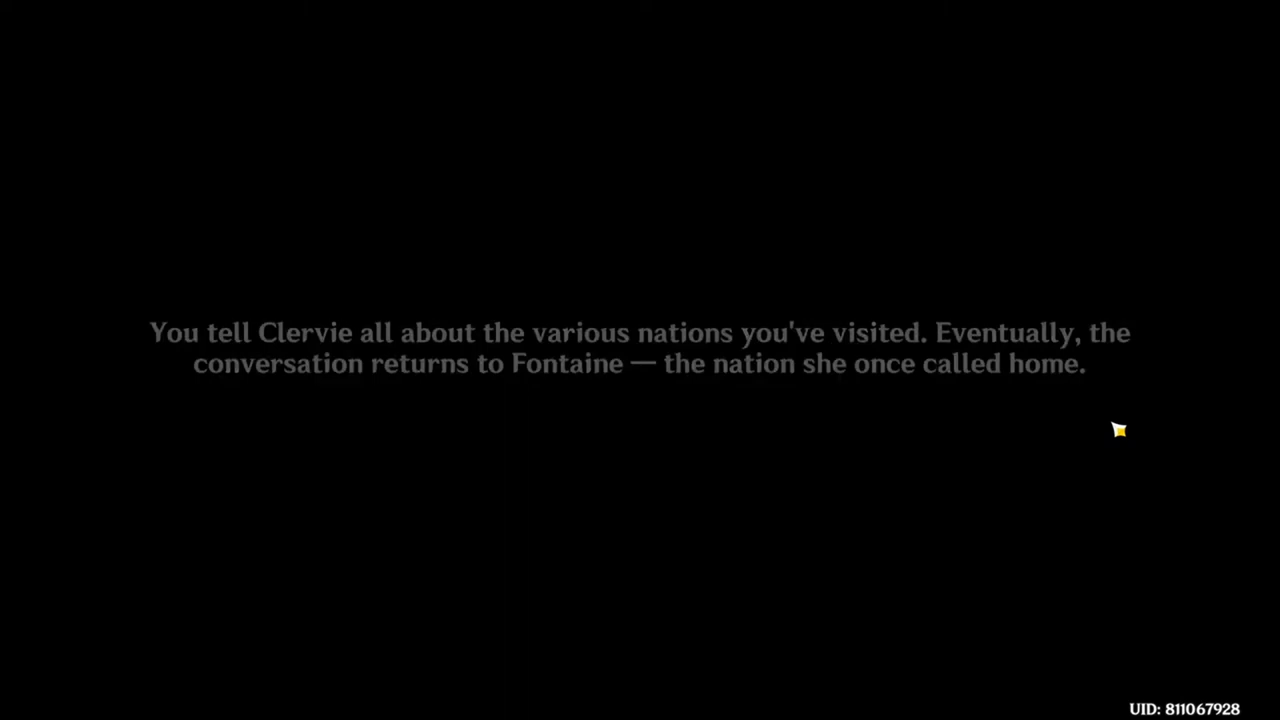 You tell Clervie all about the various nations you've visited. Eventually, the
conversation returns to Fontaine — the nation she once called home.
UID: 811067928